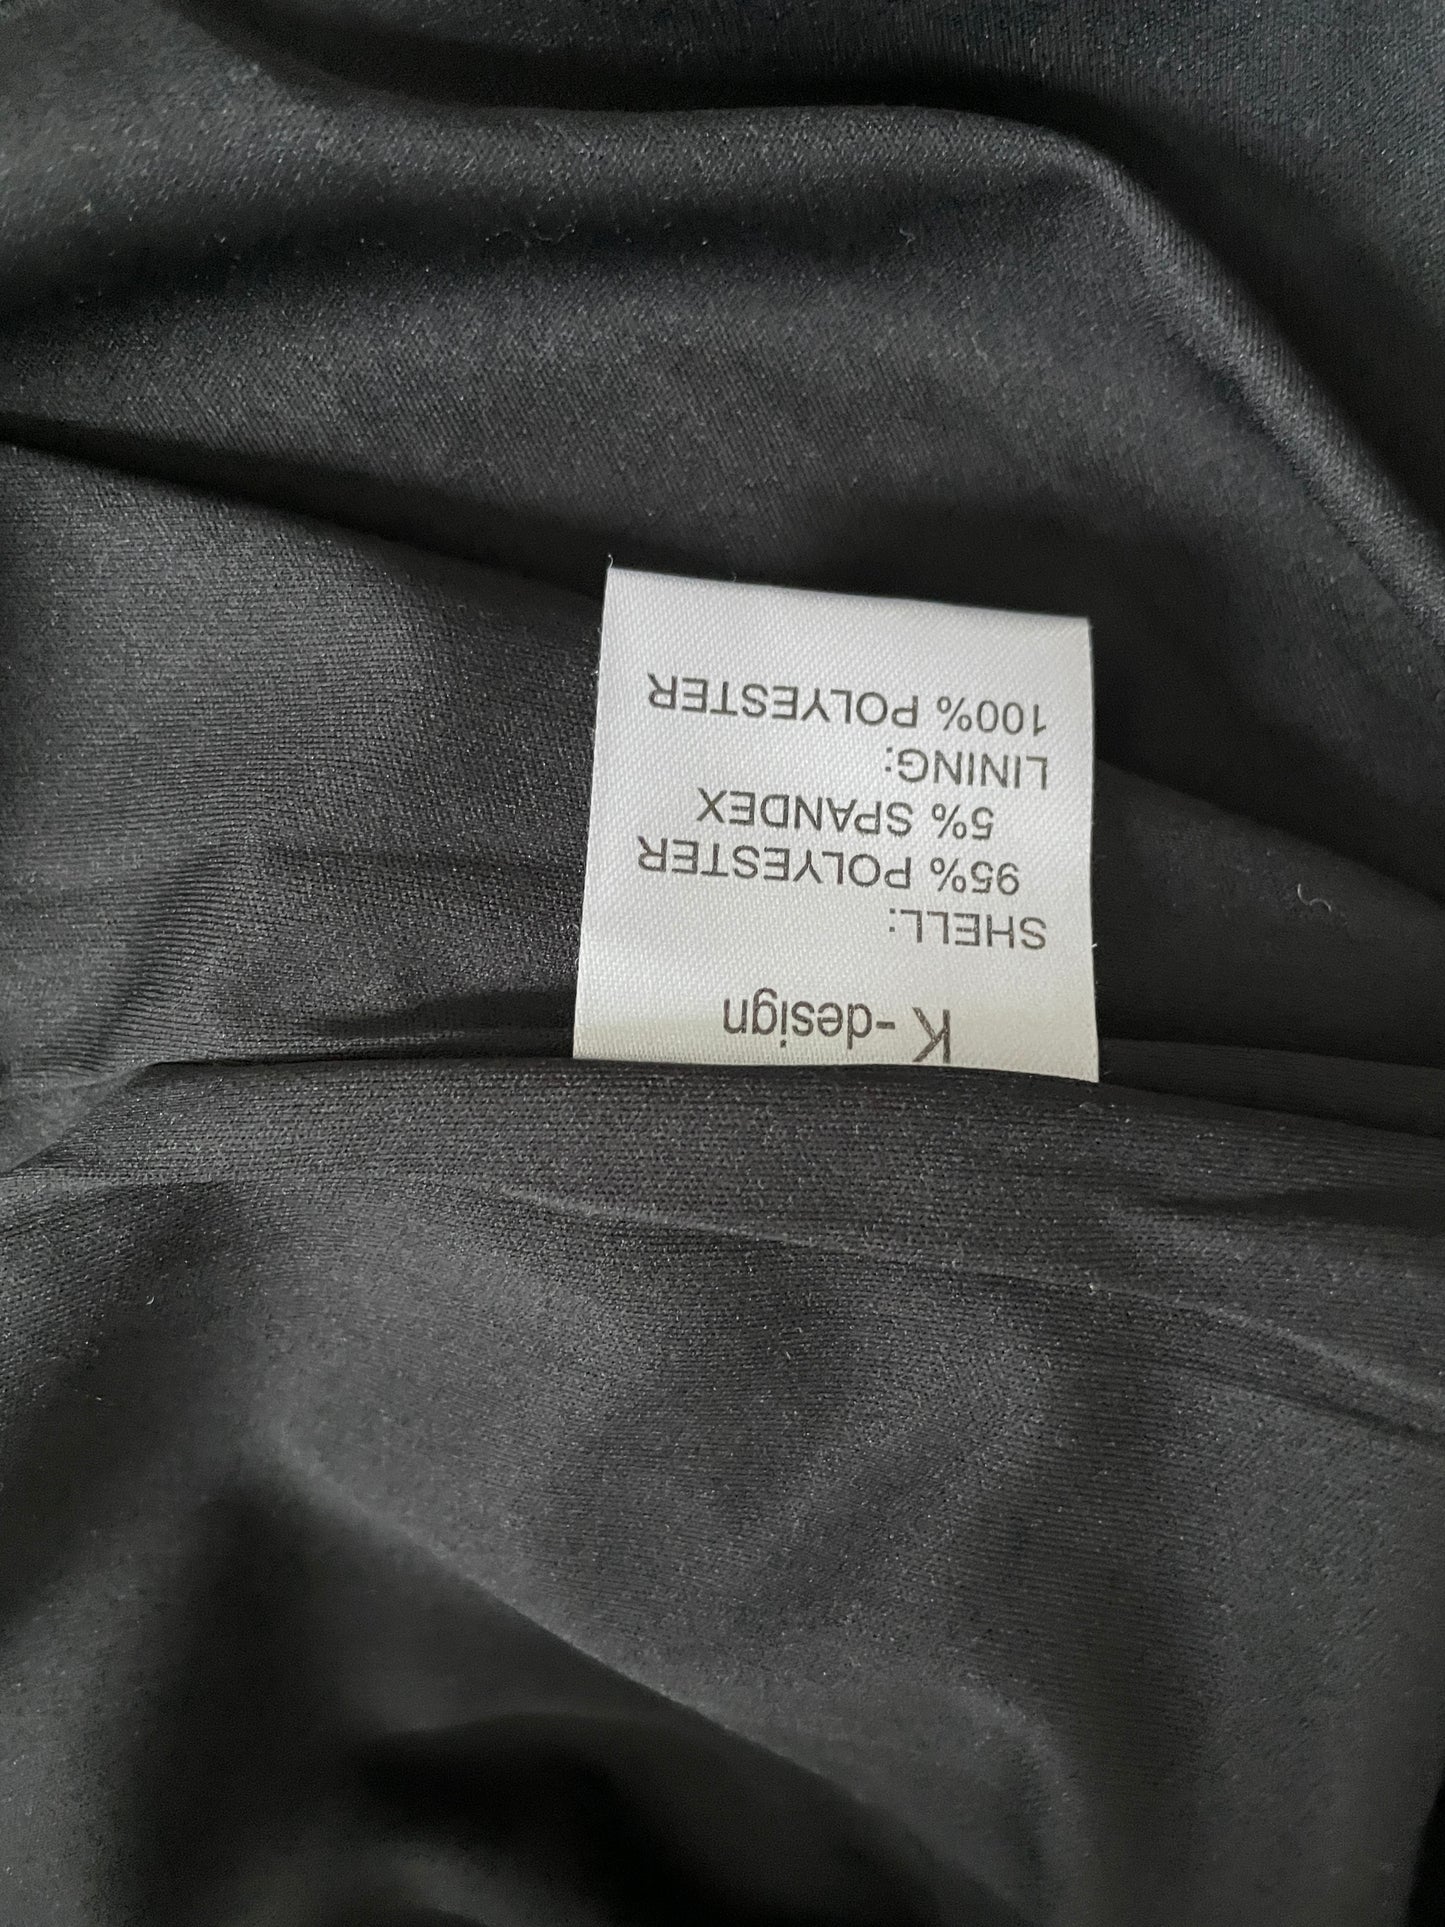 K-design
SHELL:
95% POLYESTER
5% SPANDEX
LINING:
100% POLYESTER